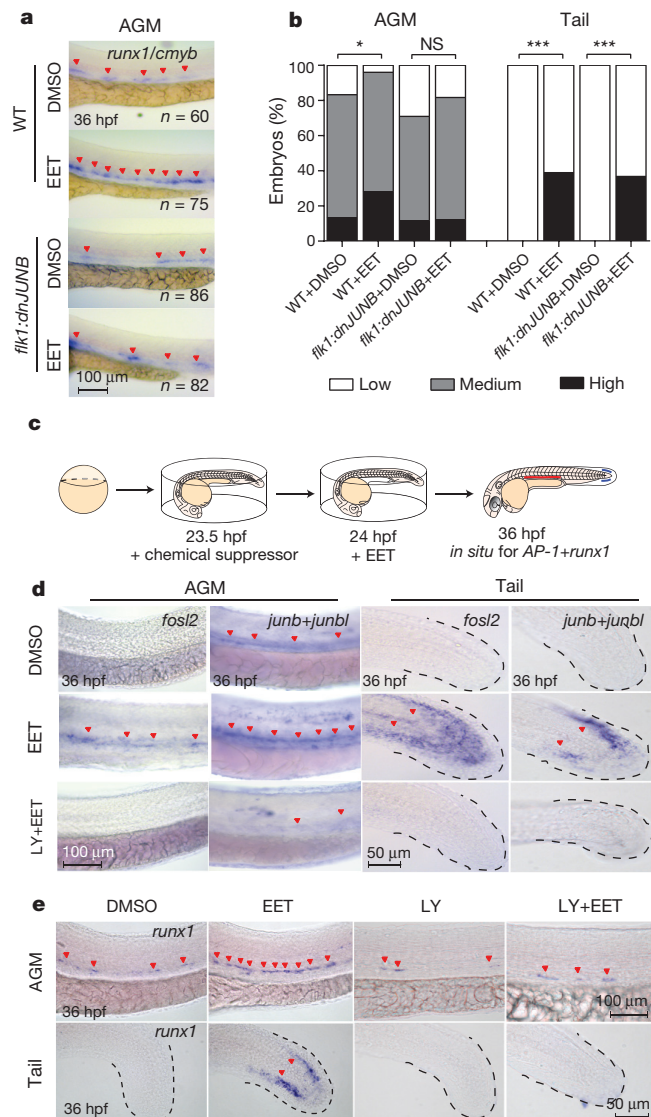 a
AGM
runx1/cmyb
WT
DMSO
36 hpf
n = 60
EET
n = 75
flk1:dnJUNB
DMSO
n = 86
EET
100 μm
n = 82
b
AGM
Tail
*
NS
***
***
Embryos (%)
100
80
60
40
20
0
WT+DMSO
WT+EET
flk1:dnJUNB+DMSO
flk1:dnJUNB+EET
WT+DMSO
WT+EET
flk1:dnJUNB+DMSO
flk1:dnJUNB+EET
Low
Medium
High
c
23.5 hpf
+ chemical suppressor
24 hpf
+ EET
36 hpf
in situ for AP-1+runx1
d
AGM
Tail
DMSO
fosl2
36 hpf
junb+junbl
36 hpf
fosl2
36 hpf
junb+junbl
36 hpf
EET
LY+EET
100 μm
50 μm
e
DMSO
EET
LY
LY+EET
AGM
runx1
36 hpf
100 μm
Tail
runx1
36 hpf
50 μm